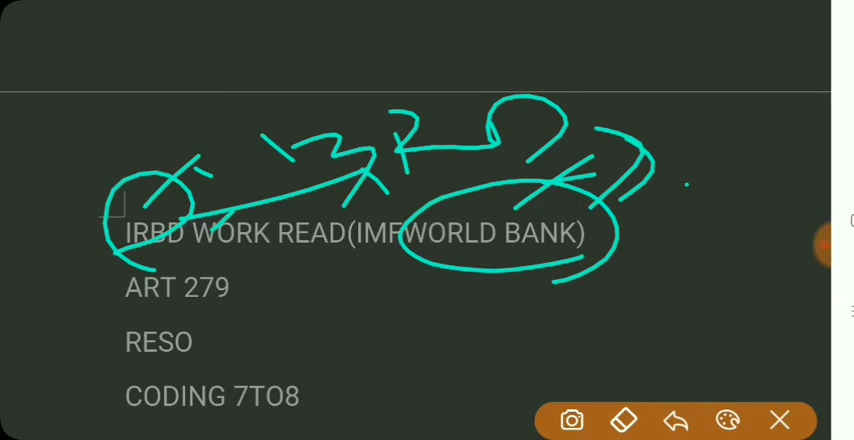 IRBD WORK READ(IMFWORLD BANK)
ART 279
RESO
CODING 7TO8